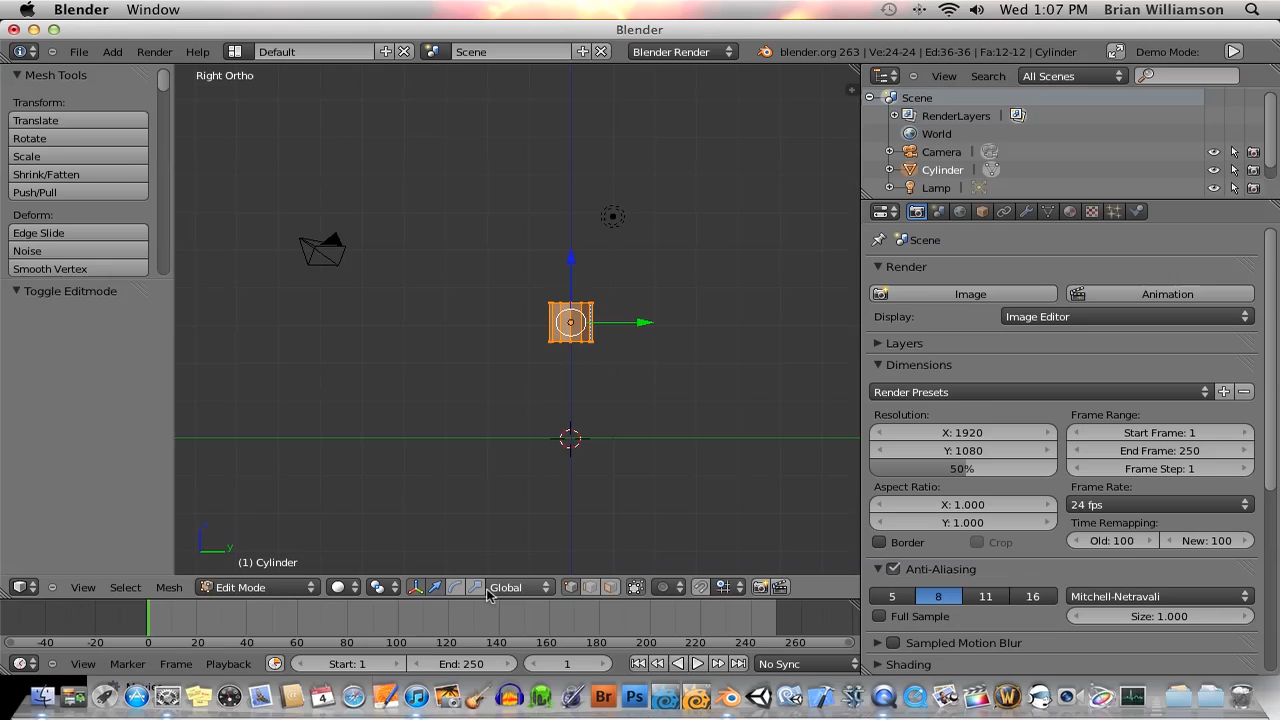 Blender Window Wed 1:07 PM Brian Williamson
Blender
File Add Render Help Default Scene Blender Render blender.org 263 | Ve:24-24 | Ed:36-36 | Fa:12-12 | Cylinder Demo Mode:
Mesh Tools
Transform:
Translate
Rotate
Scale
Shrink/Fatten
Push/Pull
Deform:
Edge Slide
Noise
Smooth Vertex
Toggle Editmode
Right Ortho
z
y
(1) Cylinder
View Select Mesh Edit Mode Global
-40 -20 0 20 40 60 80 100 120 140 160 180 200 220 240 260
View Marker Frame Playback Start: 1 End: 250 1 No Sync
View Search All Scenes
Scene
RenderLayers
World
Camera
Cylinder
Lamp
Scene
Render
Image Animation
Display: Image Editor
Layers
Dimensions
Render Presets
Resolution: Frame Range:
X: 1920 Start Frame: 1
Y: 1080 End Frame: 250
50% Frame Step: 1
Aspect Ratio: Frame Rate:
X: 1.000 24 fps
Y: 1.000 Time Remapping:
Border Crop Old: 100 New: 100
Anti-Aliasing
5 8 11 16 Mitchell-Netravali
Full Sample Size: 1.000
Sampled Motion Blur
Shading
4
Br Ps W